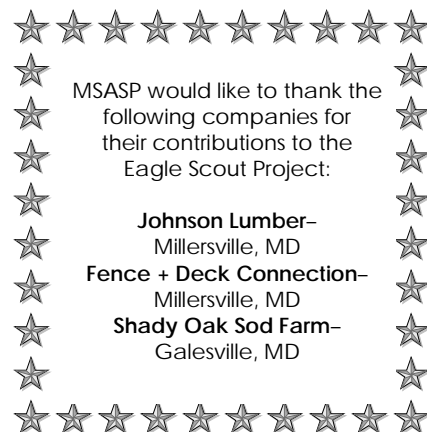 MSASP would like to thank the
following companies for
their contributions to the
Eagle Scout Project:
Johnson Lumber–
Millersville, MD
Fence + Deck Connection–
Millersville, MD
Shady Oak Sod Farm–
Galesville, MD